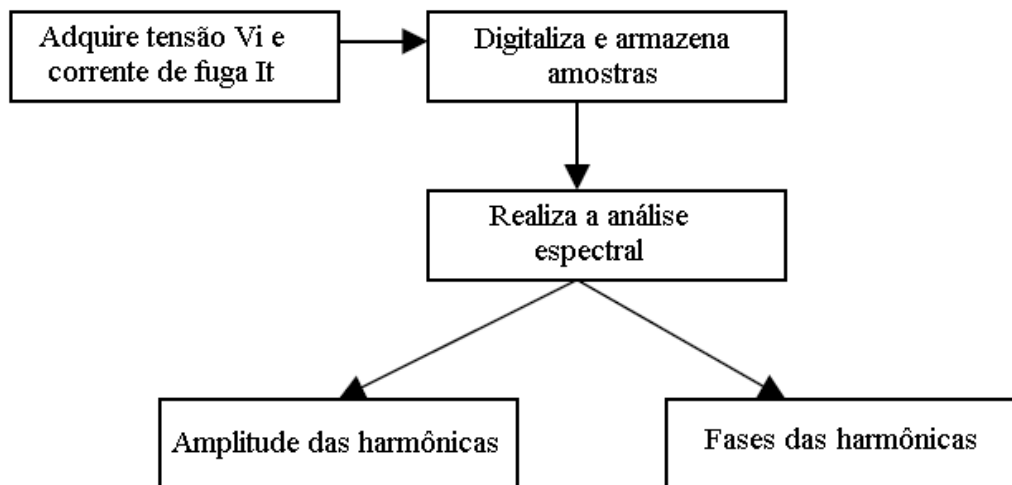 Adquire tensão Vi e
corrente de fuga It
Digitaliza e armazena
amostras
Realiza a análise
espectral
Amplitude das harmônicas
Fases das harmônicas